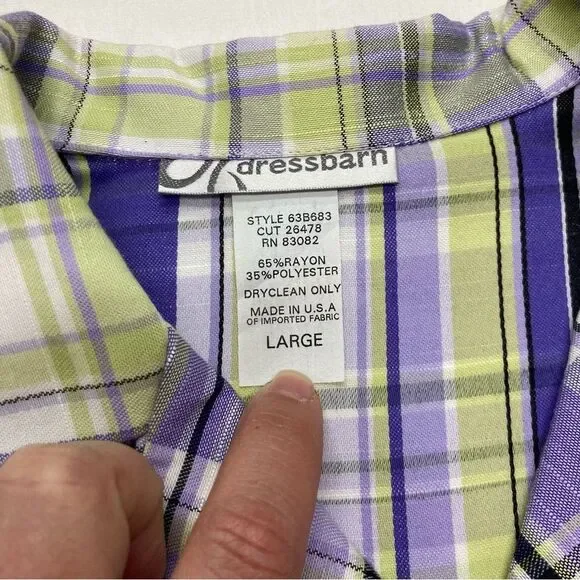 dressbarn
STYLE 63B683
CUT 26478
RN 83082
65%RAYON
35%POLYESTER
DRYCLEAN ONLY
MADE IN U.S.A
OF IMPORTED FABRIC
LARGE